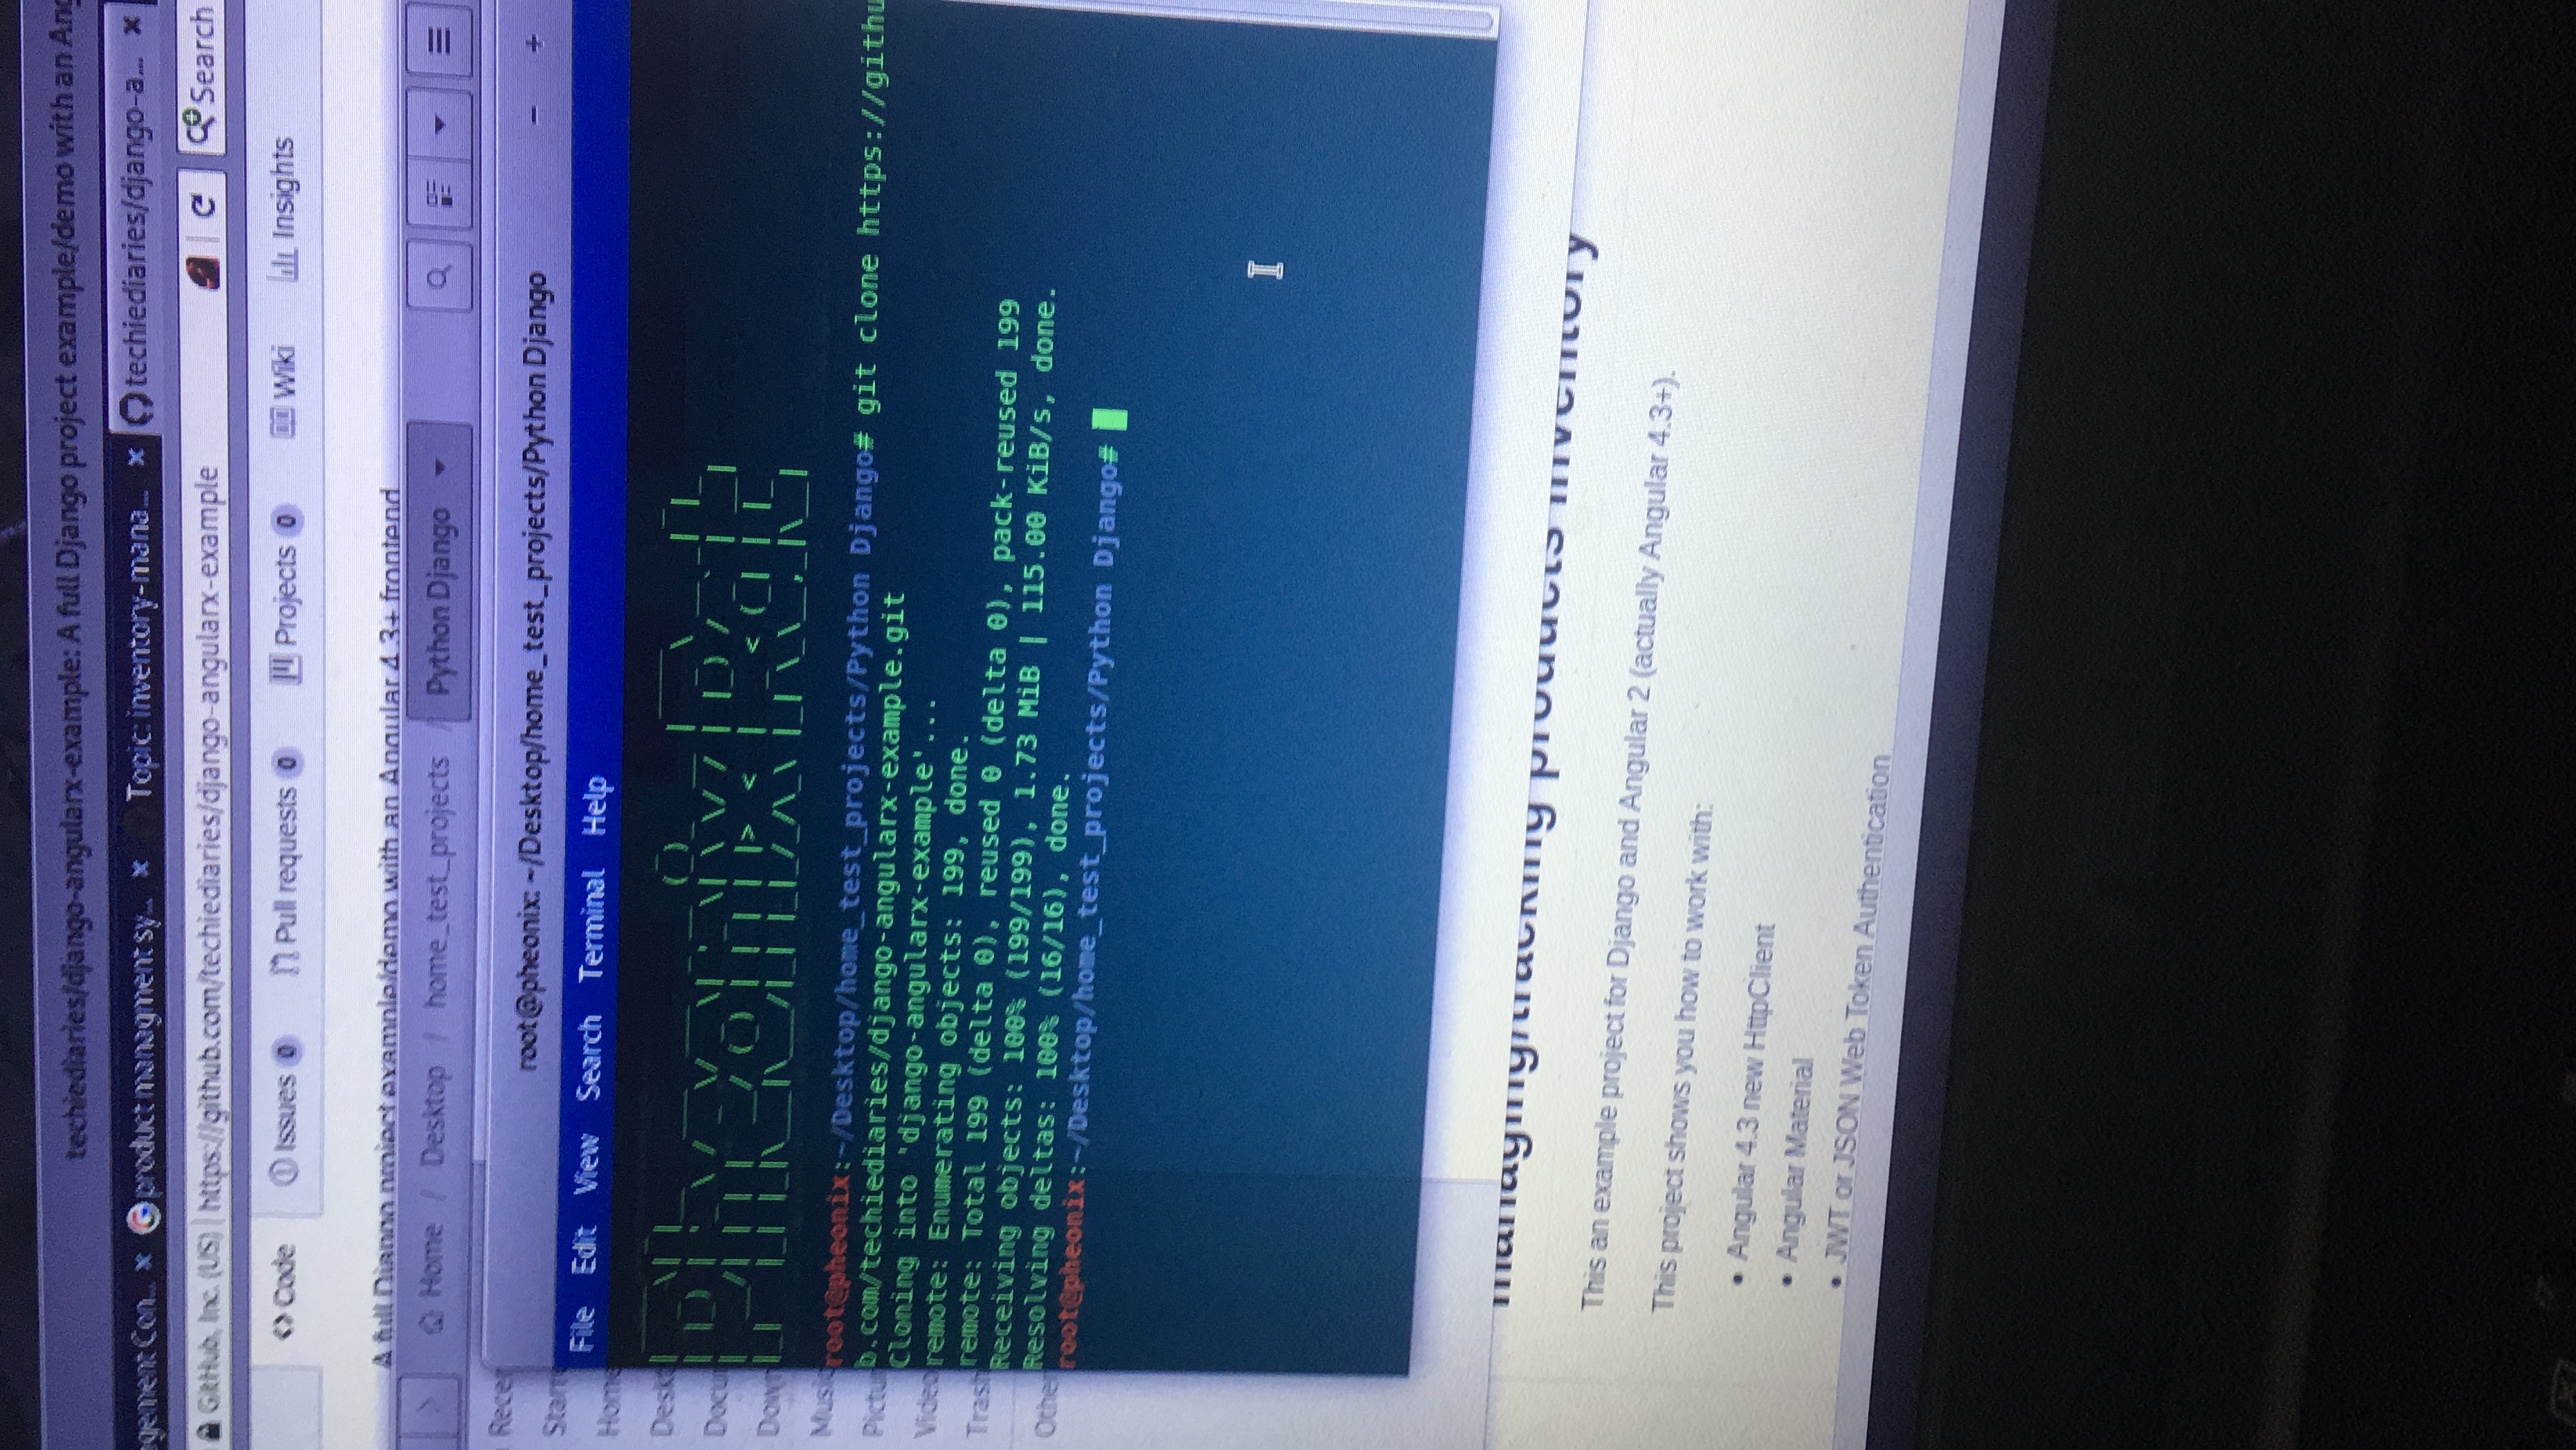 techiediaries/django-angularx-example: A full Django project example/demo with an Ang
gement Con... × product managment sy... × Topic: inventory-mana... × techiediaries/django-a... ×
GitHub, Inc. (US) https://github.com/techiediaries/django-angularx-example Search
Code Issues 0 Pull requests 0 Projects 0 Wiki Insights
A full Django project example/demo with an Angular 4.3+ frontend
Home / Desktop / home_test_projects Python Django
root@pheonix: ~/Desktop/home_test_projects/Python Django
File Edit View Search Terminal Help
Rece
Starr
Home
Deskt
Docu
Down
Music
Pictu
Video
Trash
Other
PheonixRat
root@pheonix:~/Desktop/home_test_projects/Python Django# git clone https://githu
b.com/techiediaries/django-angularx-example.git
Cloning into 'django-angularx-example'...
remote: Enumerating objects: 199, done.
remote: Total 199 (delta 0), reused 0 (delta 0), pack-reused 199
Receiving objects: 100% (199/199), 1.73 MiB | 115.00 KiB/s, done.
Resolving deltas: 100% (16/16), done.
root@pheonix:~/Desktop/home_test_projects/Python Django#
managing/tracking products inventory
This an example project for Django and Angular 2 (actually Angular 4.3+).
This project shows you how to work with:
• Angular 4.3 new HttpClient
• Angular Material
• JWT or JSON Web Token Authentication